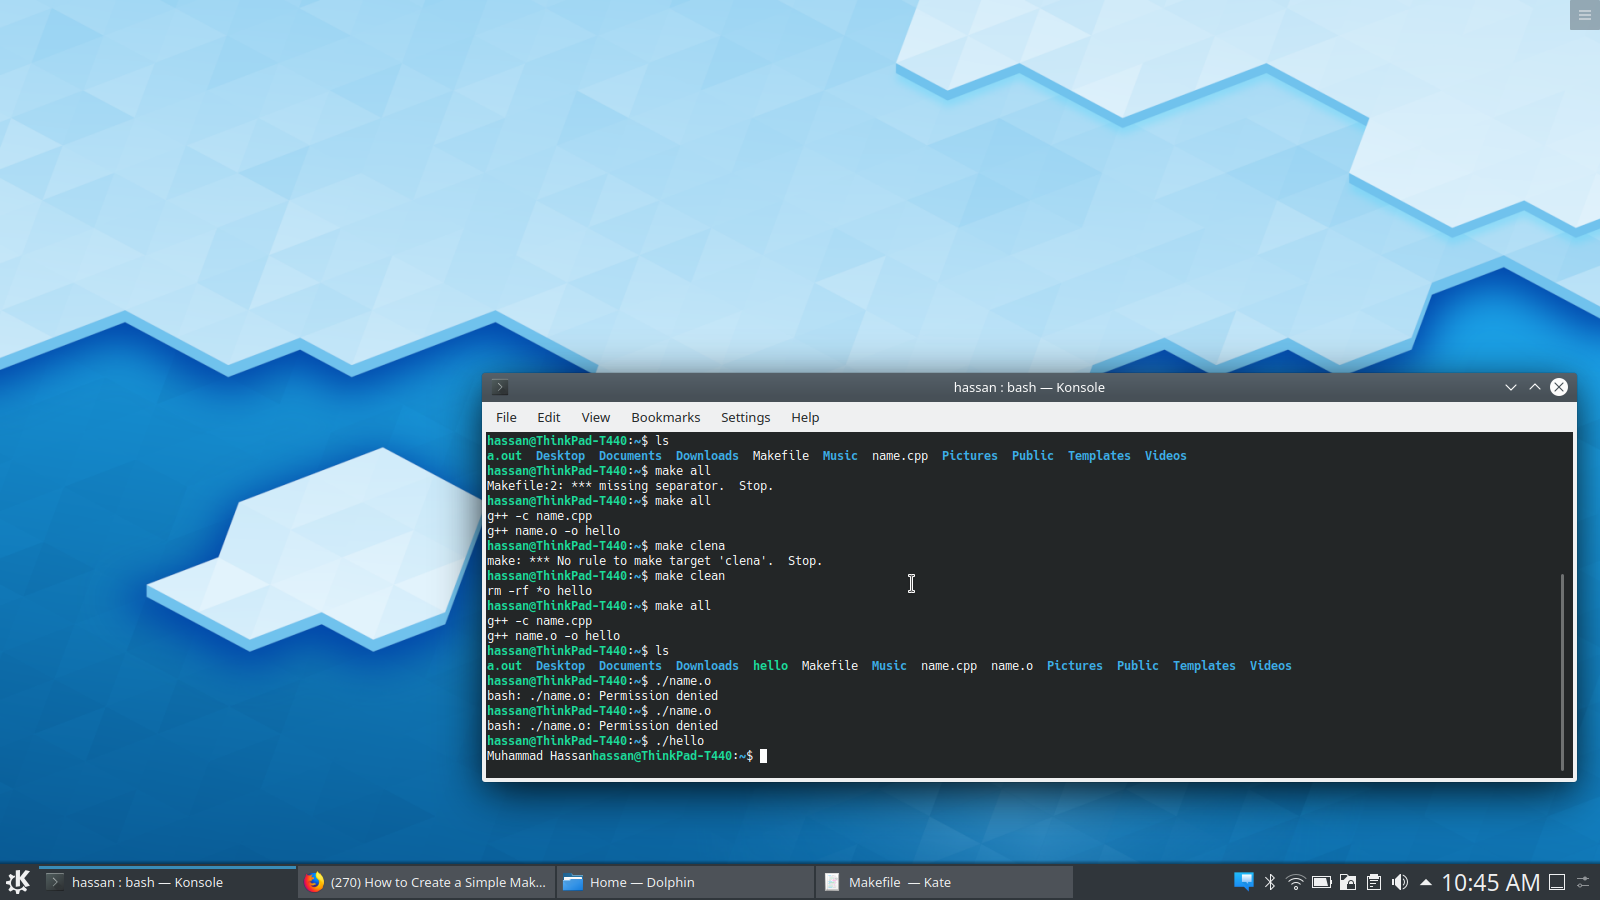 hassan : bash — Konsole
File Edit View Bookmarks Settings Help
hassan@ThinkPad-T440:~$ ls
a.out Desktop Documents Downloads Makefile Music name.cpp Pictures Public Templates Videos
hassan@ThinkPad-T440:~$ make all
Makefile:2: *** missing separator.  Stop.
hassan@ThinkPad-T440:~$ make all
g++ -c name.cpp
g++ name.o -o hello
hassan@ThinkPad-T440:~$ make clena
make: *** No rule to make target 'clena'.  Stop.
hassan@ThinkPad-T440:~$ make clean
rm -rf *o hello
hassan@ThinkPad-T440:~$ make all
g++ -c name.cpp
g++ name.o -o hello
hassan@ThinkPad-T440:~$ ls
a.out Desktop Documents Downloads hello Makefile Music name.cpp name.o Pictures Public Templates Videos
hassan@ThinkPad-T440:~$ ./name.o
bash: ./name.o: Permission denied
hassan@ThinkPad-T440:~$ ./name.o
bash: ./name.o: Permission denied
hassan@ThinkPad-T440:~$ ./hello
Muhammad Hassanhassan@ThinkPad-T440:~$
hassan : bash — Konsole (270) How to Create a Simple Mak... Home — Dolphin Makefile — Kate 10:45 AM